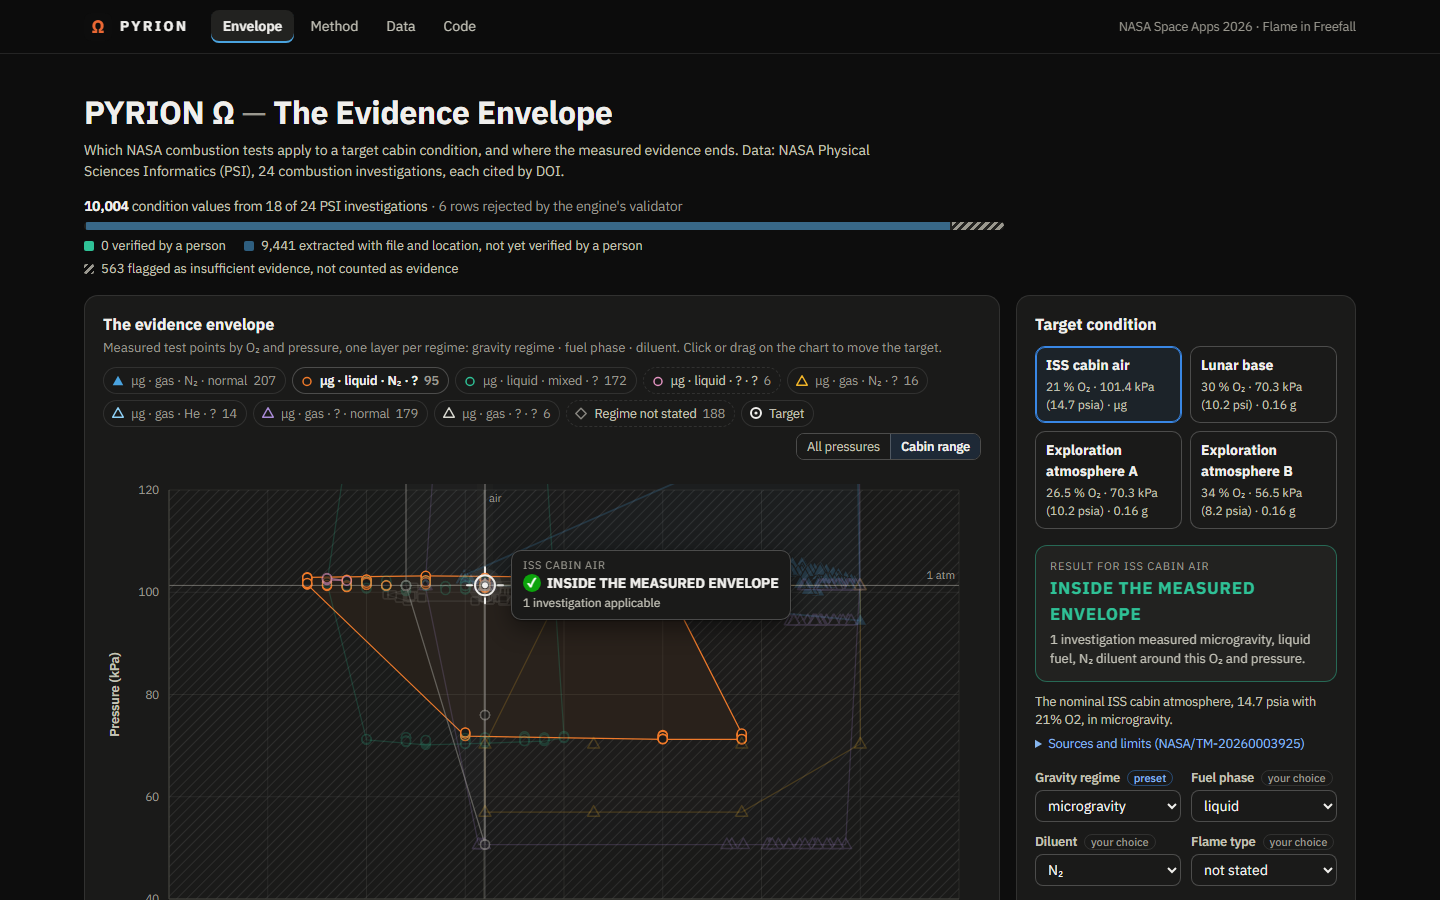 Ω PYRION Envelope Method Data Code NASA Space Apps 2026 · Flame in Freefall
PYRION Ω — The Evidence Envelope
Which NASA combustion tests apply to a target cabin condition, and where the measured evidence ends. Data: NASA Physical
Sciences Informatics (PSI), 24 combustion investigations, each cited by DOI.
10,004 condition values from 18 of 24 PSI investigations · 6 rows rejected by the engine's validator
0 verified by a person 9,441 extracted with file and location, not yet verified by a person
563 flagged as insufficient evidence, not counted as evidence
The evidence envelope
Measured test points by O₂ and pressure, one layer per regime: gravity regime · fuel phase · diluent. Click or drag on the chart to move the target.
µg · gas · N₂ · normal 207 µg · liquid · N₂ · ? 95 µg · liquid · mixed · ? 172 µg · liquid · ? · ? 6 µg · gas · N₂ · ? 16
µg · gas · He · ? 14 µg · gas · ? · normal 179 µg · gas · ? · ? 6 Regime not stated 188 Target
All pressures Cabin range
120
air
ISS CABIN AIR
INSIDE THE MEASURED ENVELOPE
1 investigation applicable
1 atm
100
80
Pressure (kPa)
60
40
Target condition
ISS cabin air
21 % O₂ · 101.4 kPa
(14.7 psia) · µg
Lunar base
30 % O₂ · 70.3 kPa
(10.2 psi) · 0.16 g
Exploration
atmosphere A
26.5 % O₂ · 70.3 kPa
(10.2 psia) · 0.16 g
Exploration
atmosphere B
34 % O₂ · 56.5 kPa
(8.2 psia) · 0.16 g
RESULT FOR ISS CABIN AIR
INSIDE THE MEASURED
ENVELOPE
1 investigation measured microgravity, liquid
fuel, N₂ diluent around this O₂ and pressure.
The nominal ISS cabin atmosphere, 14.7 psia with
21% O2, in microgravity.
Sources and limits (NASA/TM-20260003925)
Gravity regime preset Fuel phase your choice
microgravity liquid
Diluent your choice Flame type your choice
N₂ not stated